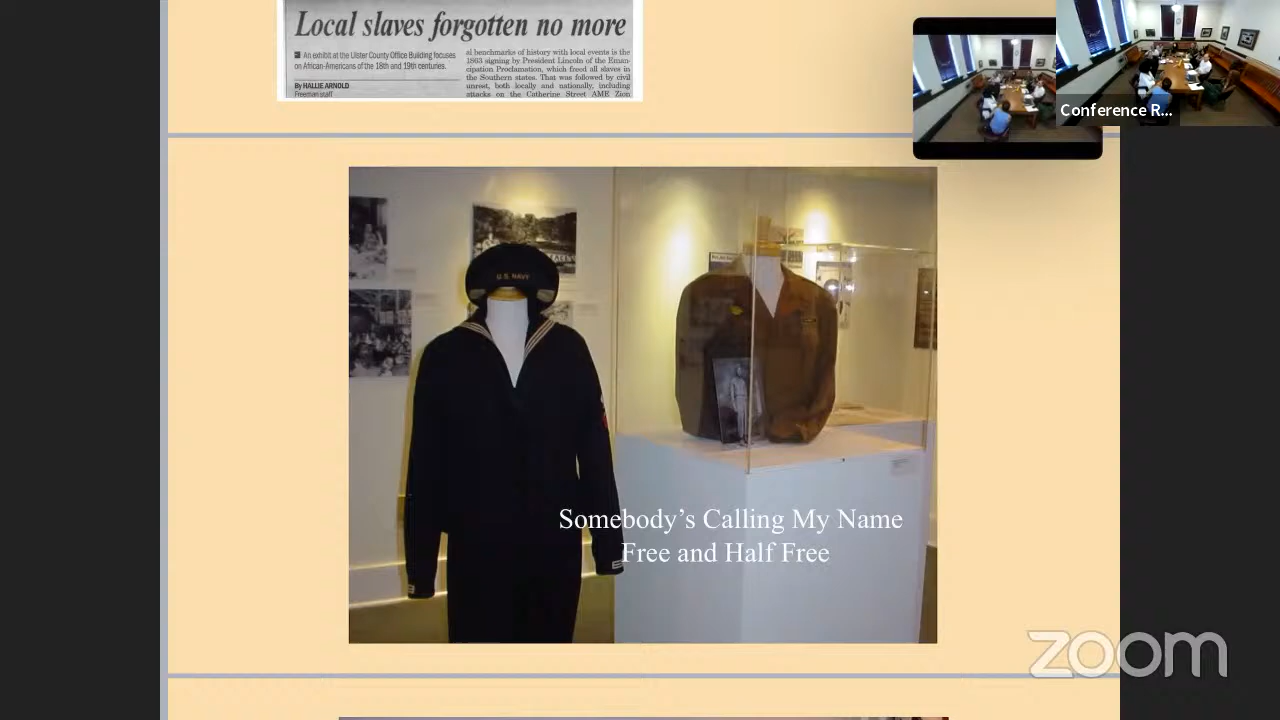 Local slaves forgotten no more
An exhibit at the Ulster County Office Building focuses
on African-Americans of the 18th and 19th centuries.
By HALLIE ARNOLD
Freeman staff
al benchmarks of history with local events is the
1863 signing by President Lincoln of the Eman-
cipation Proclamation, which freed all slaves in
the Southern states. That was followed by civil
unrest, both locally and nationally, including
attacks on the Catherine Street AME Zion
Conference R...
U.S. NAVY
Somebody's Calling My Name
Free and Half Free
zoom